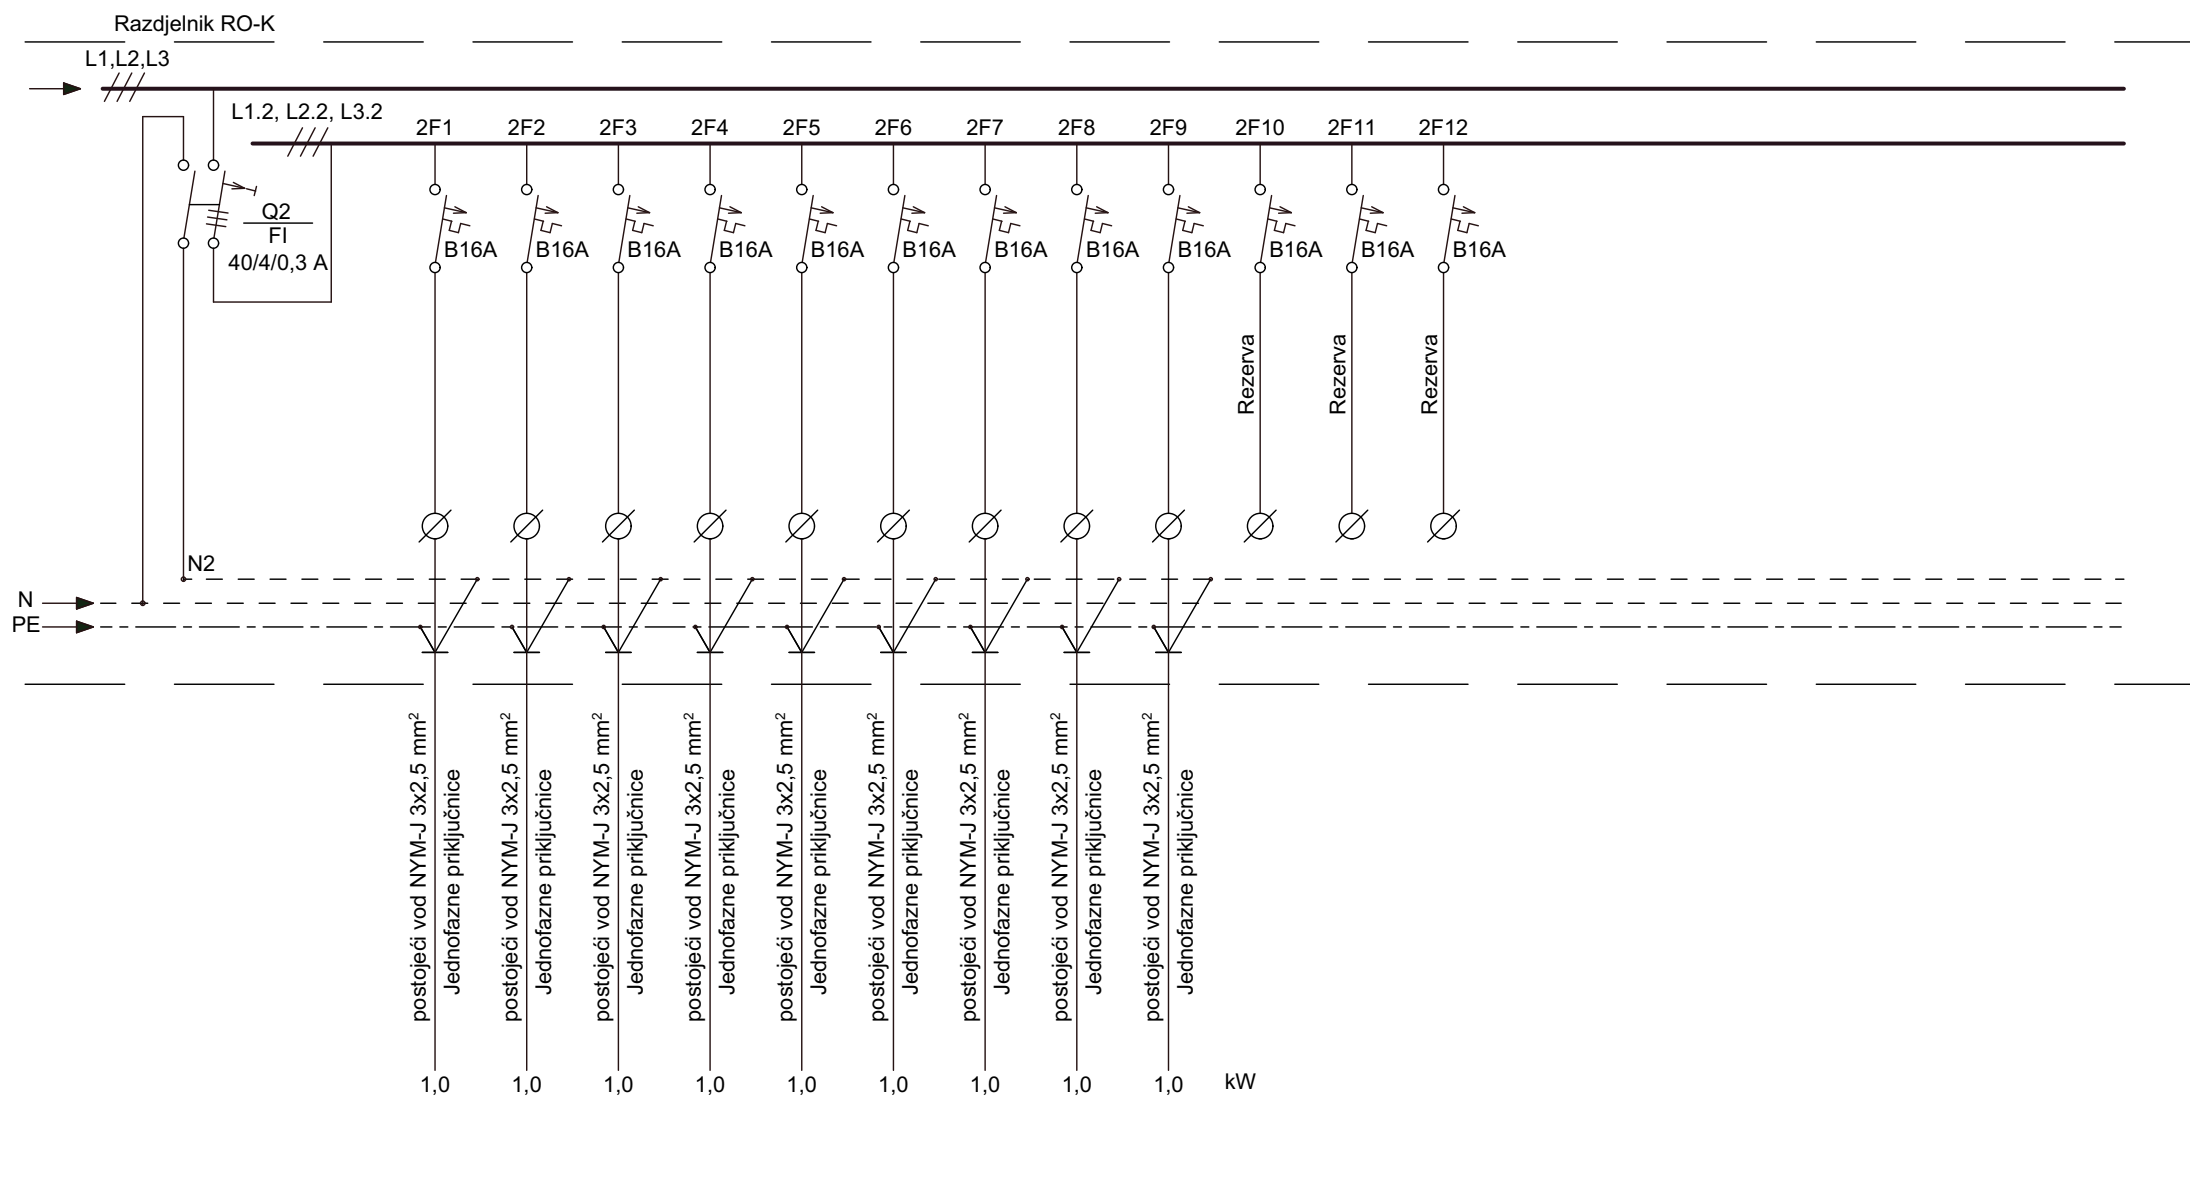 Razdjelnik RO-K
L1,L2,L3
L1.2, L2.2, L3.2
2F1 2F2 2F3 2F4 2F5 2F6 2F7 2F8 2F9 2F10 2F11 2F12
Q2
FI
40/4/0,3 A
B16A B16A B16A B16A B16A B16A B16A B16A B16A B16A B16A B16A
Rezerva
Rezerva
Rezerva
N2
N
PE
postojeći vod NYM-J 3x2,5 mm²
Jednofazne priključnice
postojeći vod NYM-J 3x2,5 mm²
Jednofazne priključnice
postojeći vod NYM-J 3x2,5 mm²
Jednofazne priključnice
postojeći vod NYM-J 3x2,5 mm²
Jednofazne priključnice
postojeći vod NYM-J 3x2,5 mm²
Jednofazne priključnice
postojeći vod NYM-J 3x2,5 mm²
Jednofazne priključnice
postojeći vod NYM-J 3x2,5 mm²
Jednofazne priključnice
postojeći vod NYM-J 3x2,5 mm²
Jednofazne priključnice
postojeći vod NYM-J 3x2,5 mm²
Jednofazne priključnice
1,0 1,0 1,0 1,0 1,0 1,0 1,0 1,0 1,0 kW